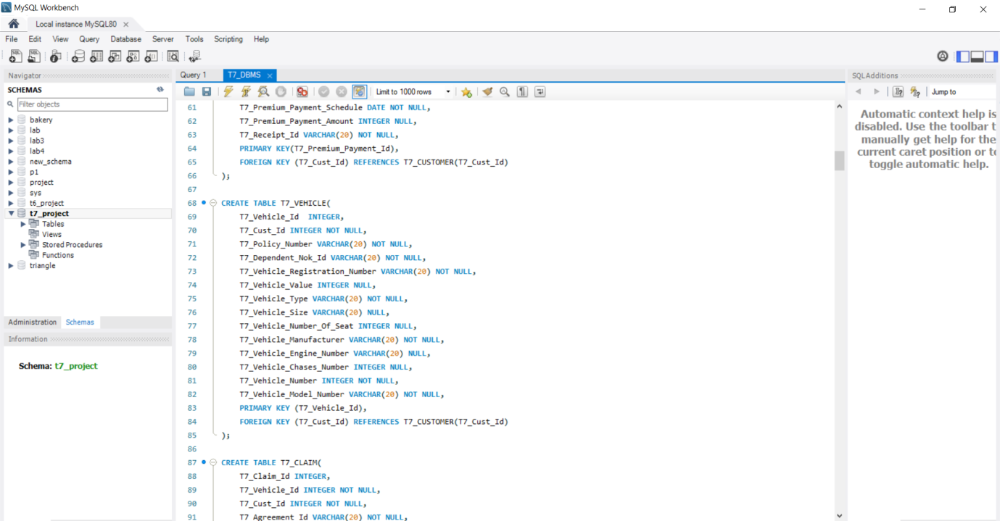 MySQL Workbench
Local instance MySQL80
File Edit View Query Database Server Tools Scripting Help
Navigator
SCHEMAS
Filter objects
bakery
lab
lab3
lab4
new_schema
p1
project
sys
t6_project
t7_project
Tables
Views
Stored Procedures
Functions
triangle
Administration Schemas
Information
Schema: t7_project
Query 1 T7_DBMS
Limit to 1000 rows
61 T7_Premium_Payment_Schedule DATE NOT NULL,
62 T7_Premium_Payment_Amount INTEGER NULL,
63 T7_Receipt_Id VARCHAR(20) NOT NULL,
64 PRIMARY KEY(T7_Premium_Payment_Id),
65 FOREIGN KEY (T7_Cust_Id) REFERENCES T7_CUSTOMER(T7_Cust_Id)
66 );
67
68 CREATE TABLE T7_VEHICLE(
69 T7_Vehicle_Id INTEGER,
70 T7_Cust_Id INTEGER NOT NULL,
71 T7_Policy_Number VARCHAR(20) NOT NULL,
72 T7_Dependent_Nok_Id VARCHAR(20) NOT NULL,
73 T7_Vehicle_Registration_Number VARCHAR(20) NOT NULL,
74 T7_Vehicle_Value INTEGER NULL,
75 T7_Vehicle_Type VARCHAR(20) NOT NULL,
76 T7_Vehicle_Size VARCHAR(20) NULL,
77 T7_Vehicle_Number_Of_Seat INTEGER NULL,
78 T7_Vehicle_Manufacturer VARCHAR(20) NOT NULL,
79 T7_Vehicle_Engine_Number VARCHAR(20) NULL,
80 T7_Vehicle_Chases_Number INTEGER NULL,
81 T7_Vehicle_Number INTEGER NOT NULL,
82 T7_Vehicle_Model_Number VARCHAR(20) NOT NULL,
83 PRIMARY KEY (T7_Vehicle_Id),
84 FOREIGN KEY (T7_Cust_Id) REFERENCES T7_CUSTOMER(T7_Cust_Id)
85 );
86
87 CREATE TABLE T7_CLAIM(
88 T7_Claim_Id INTEGER,
89 T7_Vehicle_Id INTEGER NOT NULL,
90 T7_Cust_Id INTEGER NOT NULL,
91 T7_Agreement_Id VARCHAR(20) NOT NULL,
SQLAdditions
Jump to
Automatic context help is
disabled. Use the toolbar t
manually get help for the
current caret position or to
toggle automatic help.